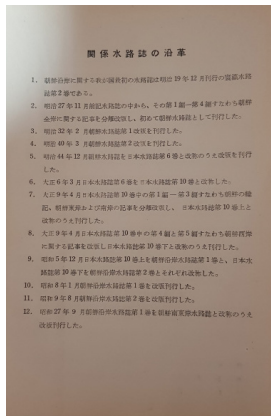 関係水路誌の沿革
1. 朝鮮沿岸に関する我が国最初の水路誌は明治19年12月刊行の寰瀛水路
誌第2巻である。
2. 明治27年11月前記水路誌の中から、その第1編―第4編すなわち朝鮮
全岸に関する記事を分離改版し、初めて朝鮮水路誌として刊行した。
3. 明治32年2月朝鮮水路誌第1改版を刊行した。
4. 明治40年3月朝鮮水路誌第2改版を刊行した。
5. 明治44年12月朝鮮水路誌を日本水路誌第6巻と改称のうえ改版を刊行
した。
6. 大正6年3月日本水路誌第6巻を日本水路誌第10巻と改称した。
7. 大正9年4月日本水路誌第10巻中の第1編―第3編すなわち朝鮮の総
記、朝鮮東岸および南岸の記事を分離改版し、日本水路誌第10巻上と
改称のうえ刊行した。
8. 大正9年4月日本水路誌第10巻中の第4編と第5編すなわち朝鮮西岸
に関する記事を改版し日本水路誌第10巻下と改称のうえ刊行した。
9. 昭和5年12月日本水路誌第10巻上を朝鮮沿岸水路誌第1巻と、日本水
路誌第10巻下を朝鮮沿岸水路誌第2巻とそれぞれ改称した。
10. 昭和8年1月朝鮮沿岸水路誌第1巻を改版刊行した。
11. 昭和9年8月朝鮮沿岸水路誌第2巻を改版刊行した。
12. 昭和27年9月朝鮮沿岸水路誌第1巻を朝鮮南東岸水路誌と改称のうえ
改版刊行した。